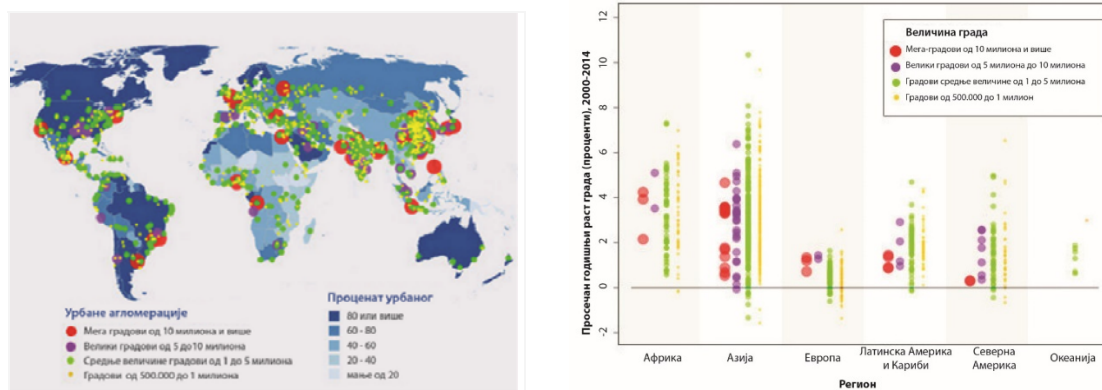 Урбане агломерације
Мега градови од 10 милиона и више
Велики градови од 5 до10 милиона
Средње величине градови од 1 до 5 милиона
Градови од 500.000 до 1 милиона
Проценат урбаног
80 или више
60 - 80
40 - 60
20 - 40
мање од 20
Просечан годишњи раст града (проценти), 2000-2014
12
10
8
6
4
2
0
-2
Величина града
Мега-градови од 10 милиона и више
Велики градови од 5 милиона до 10 милиона
Градови средње величине од 1 до 5 милиона
Градови од 500.000 до 1 милион
Африка
Азија
Европа
Латинска Америка
и Кариби
Северна
Америка
Океанија
Регион